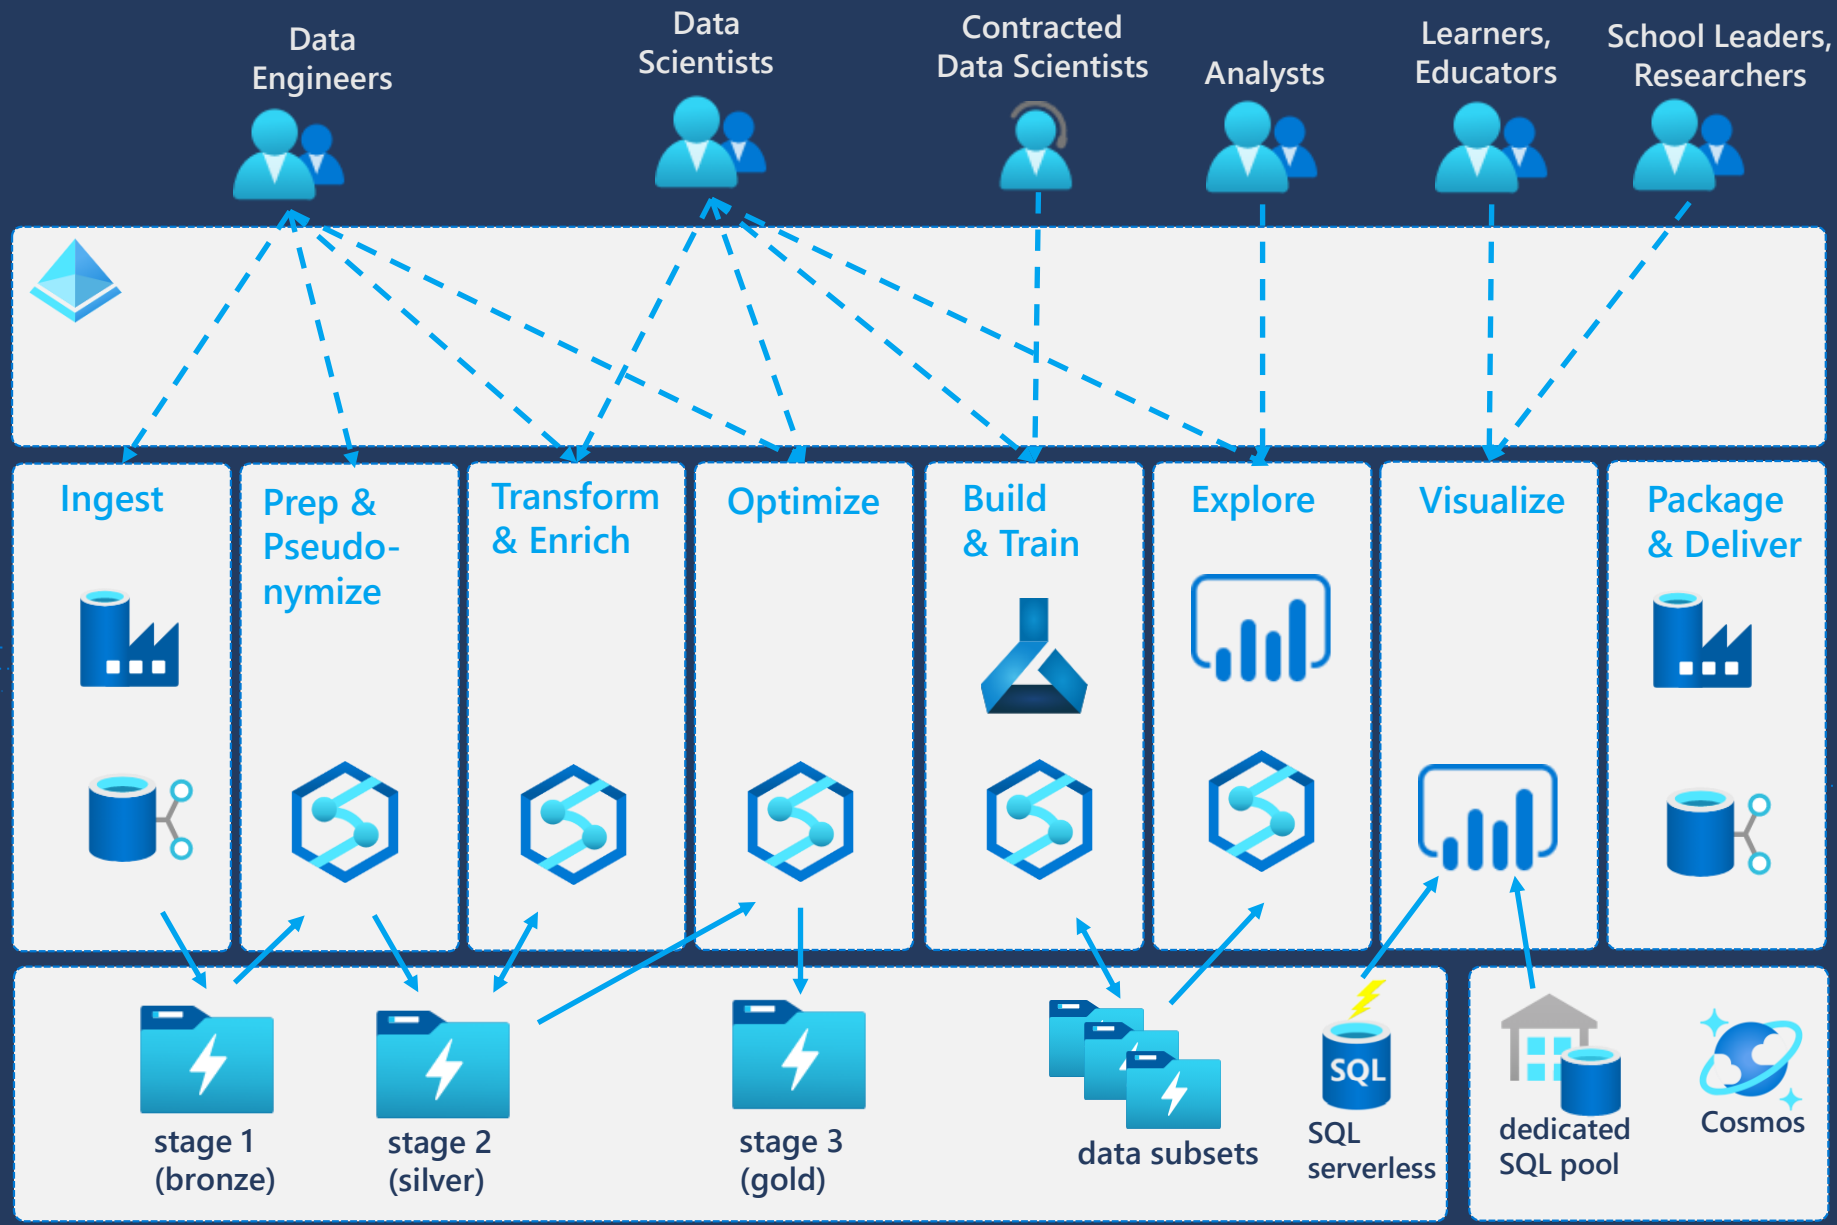 Data
Engineers
Data
Scientists
Contracted
Data Scientists
Analysts
Learners,
Educators
School Leaders,
Researchers
Ingest
Prep &
Pseudo-
nymize
Transform
& Enrich
Optimize
Build
& Train
Explore
Visualize
Package
& Deliver
stage 1
(bronze)
stage 2
(silver)
stage 3
(gold)
data subsets
SQL
SQL
serverless
dedicated
SQL pool
Cosmos